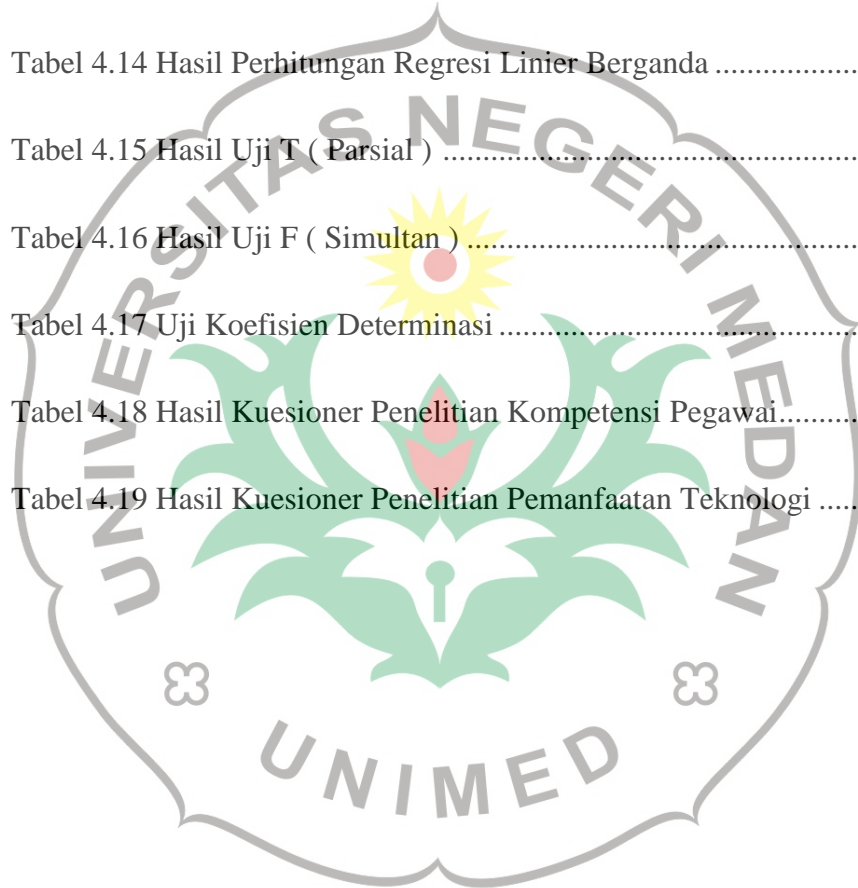 Tabel 4.14 Hasil Perhitungan Regresi Linier Berganda ..................
Tabel 4.15 Hasil Uji T ( Parsial ) .....................................................
Tabel 4.16 Hasil Uji F ( Simultan ) ..................................................
Tabel 4.17 Uji Koefisien Determinasi ..............................................
Tabel 4.18 Hasil Kuesioner Penelitian Kompetensi Pegawai..........
Tabel 4.19 Hasil Kuesioner Penelitian Pemanfaatan Teknologi .....
UNIVERSITAS NEGERI MEDAN
UNIMED